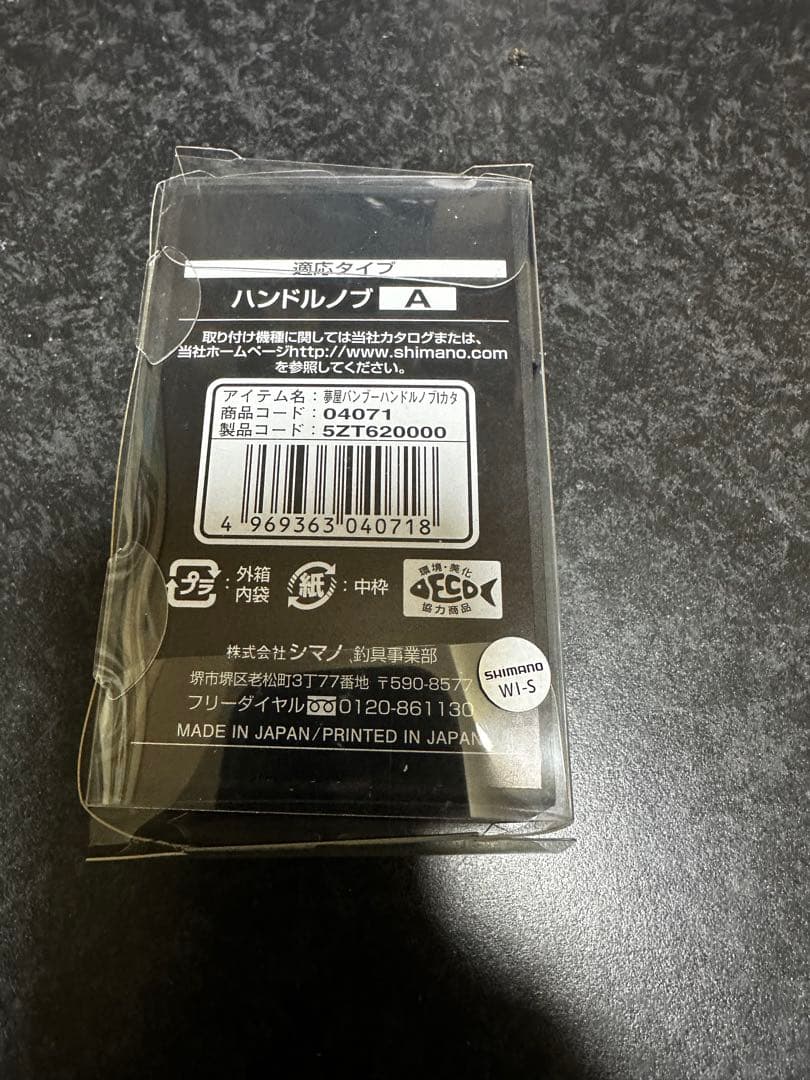 適応タイプ
ハンドルノブ A
取り付け機種に関しては当社カタログまたは、
当社ホームページhttp://www.shimano.com
を参照してください。
アイテム名：夢屋バンブーハンドルノブIカタ
商品コード：04071
製品コード：5ZT620000
4 969363 040718
プラ：外箱
内袋
紙：中枠
環境・美化
ECO
協力商品
株式会社シマノ 釣具事業部
堺市堺区老松町3丁77番地 〒590-8577
フリーダイヤル 0120-861130
MADE IN JAPAN/PRINTED IN JAPAN
SHIMANO
WI-S